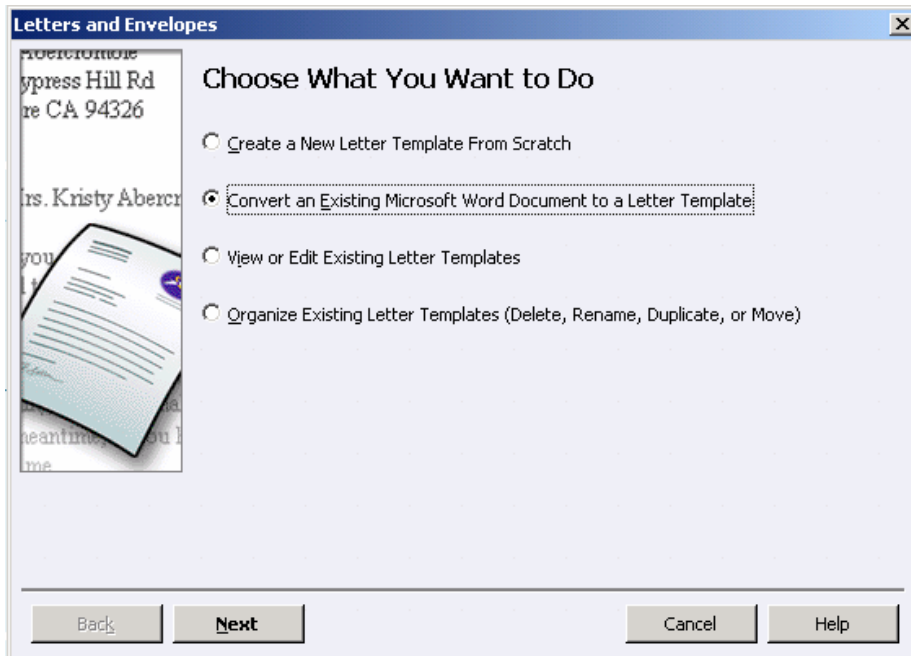 Letters and Envelopes
ypress Hill Rd
re CA 94326
rs. Kristy Abercr
you
Choose What You Want to Do
Create a New Letter Template From Scratch
Convert an Existing Microsoft Word Document to a Letter Template
View or Edit Existing Letter Templates
Organize Existing Letter Templates (Delete, Rename, Duplicate, or Move)
Back
Next
Cancel
Help